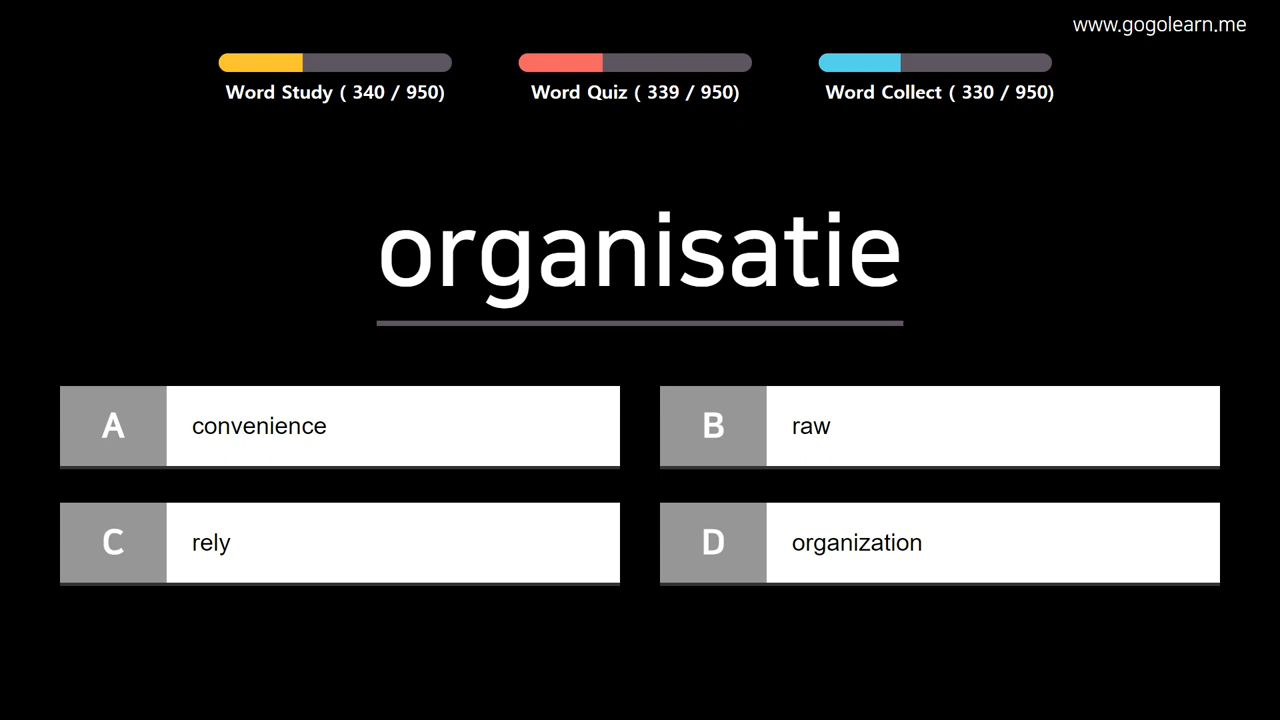 www.gogolearn.me
Word Study ( 340 / 950)
Word Quiz ( 339 / 950)
Word Collect ( 330 / 950)
organisatie
A convenience
B raw
C rely
D organization